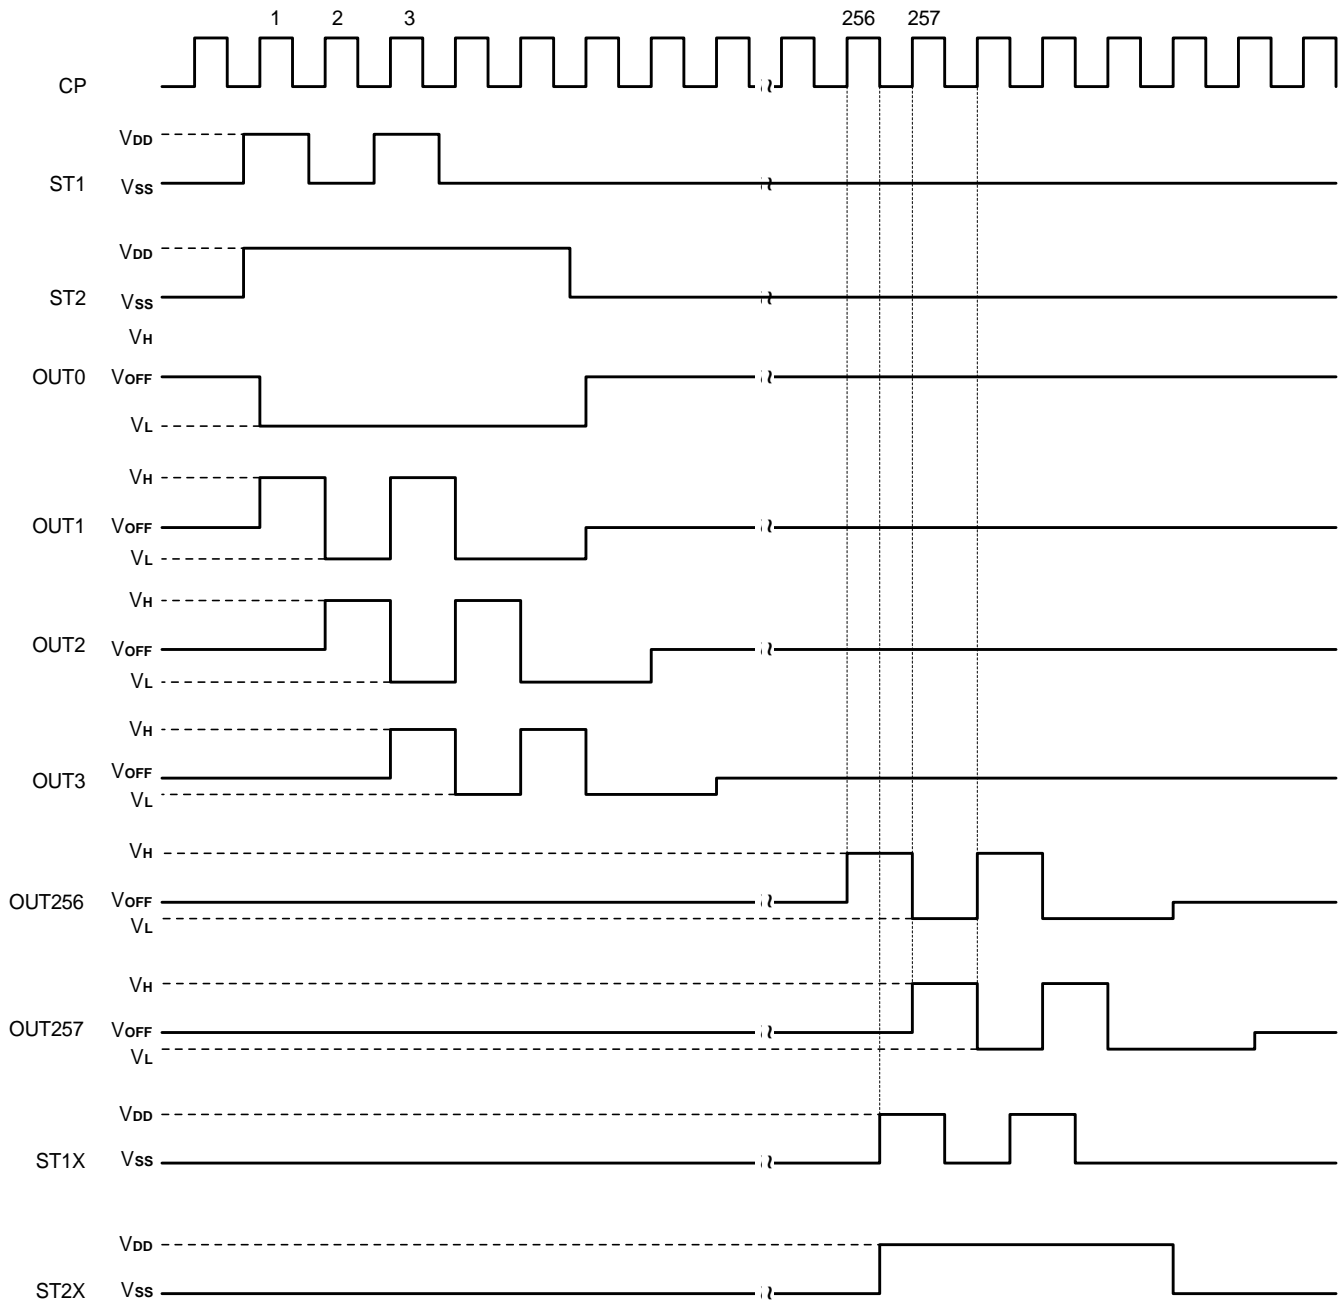 1 2 3 256 257
CP
VDD
ST1 VSS
VDD
ST2 VSS
VH
OUT0 VOFF
VL
VH
OUT1 VOFF
VL
VH
OUT2 VOFF
VL
VH
OUT3 VOFF
VL
VH
OUT256 VOFF
VL
VH
OUT257 VOFF
VL
VDD
ST1X VSS
VDD
ST2X VSS